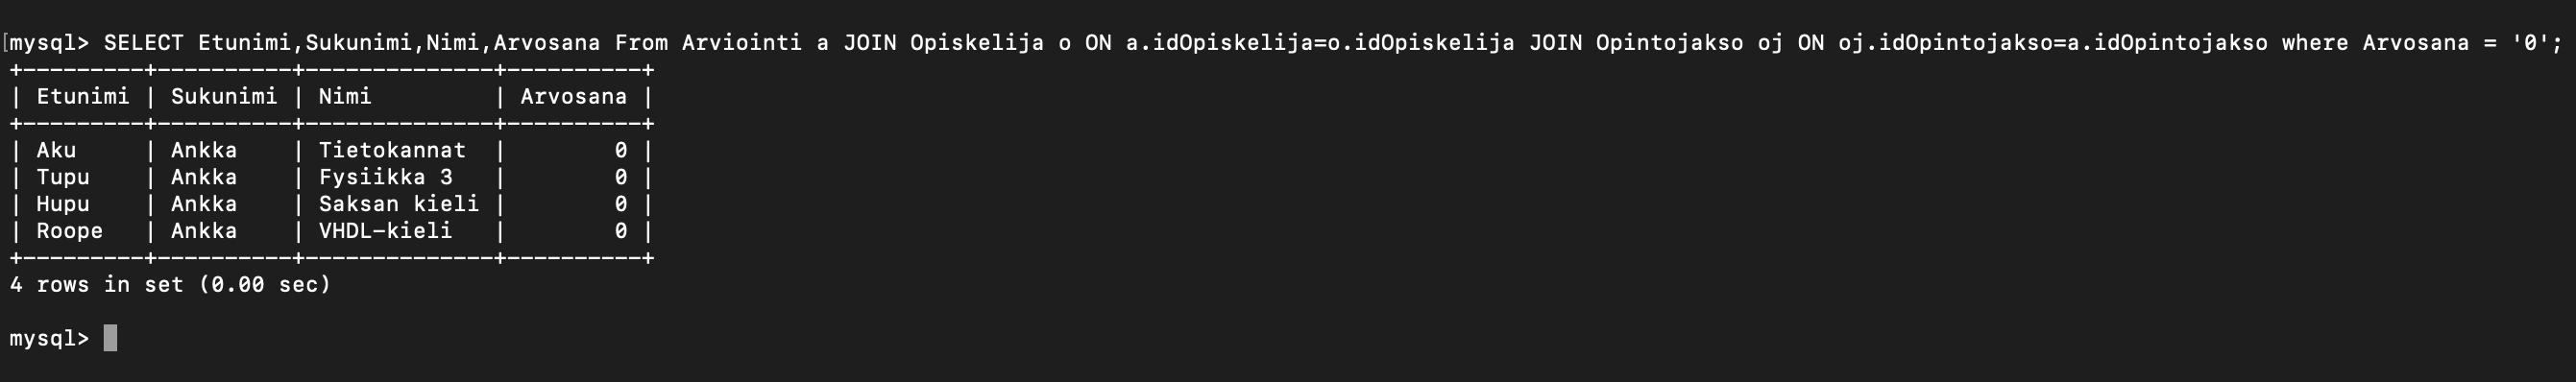 [mysql> SELECT Etunimi,Sukunimi,Nimi,Arvosana From Arviointi a JOIN Opiskelija o ON a.idOpiskelija=o.idOpiskelija JOIN Opintojakso oj ON oj.idOpintojakso=a.idOpintojakso where Arvosana = '0';
+---------+----------+-------------+----------+
| Etunimi | Sukunimi | Nimi        | Arvosana |
+---------+----------+-------------+----------+
| Aku     | Ankka    | Tietokannat  |        0 |
| Tupu    | Ankka    | Fysiikka 3   |        0 |
| Hupu    | Ankka    | Saksan kieli |        0 |
| Roope   | Ankka    | VHDL-kieli   |        0 |
+---------+----------+-------------+----------+
4 rows in set (0.00 sec)
mysql>